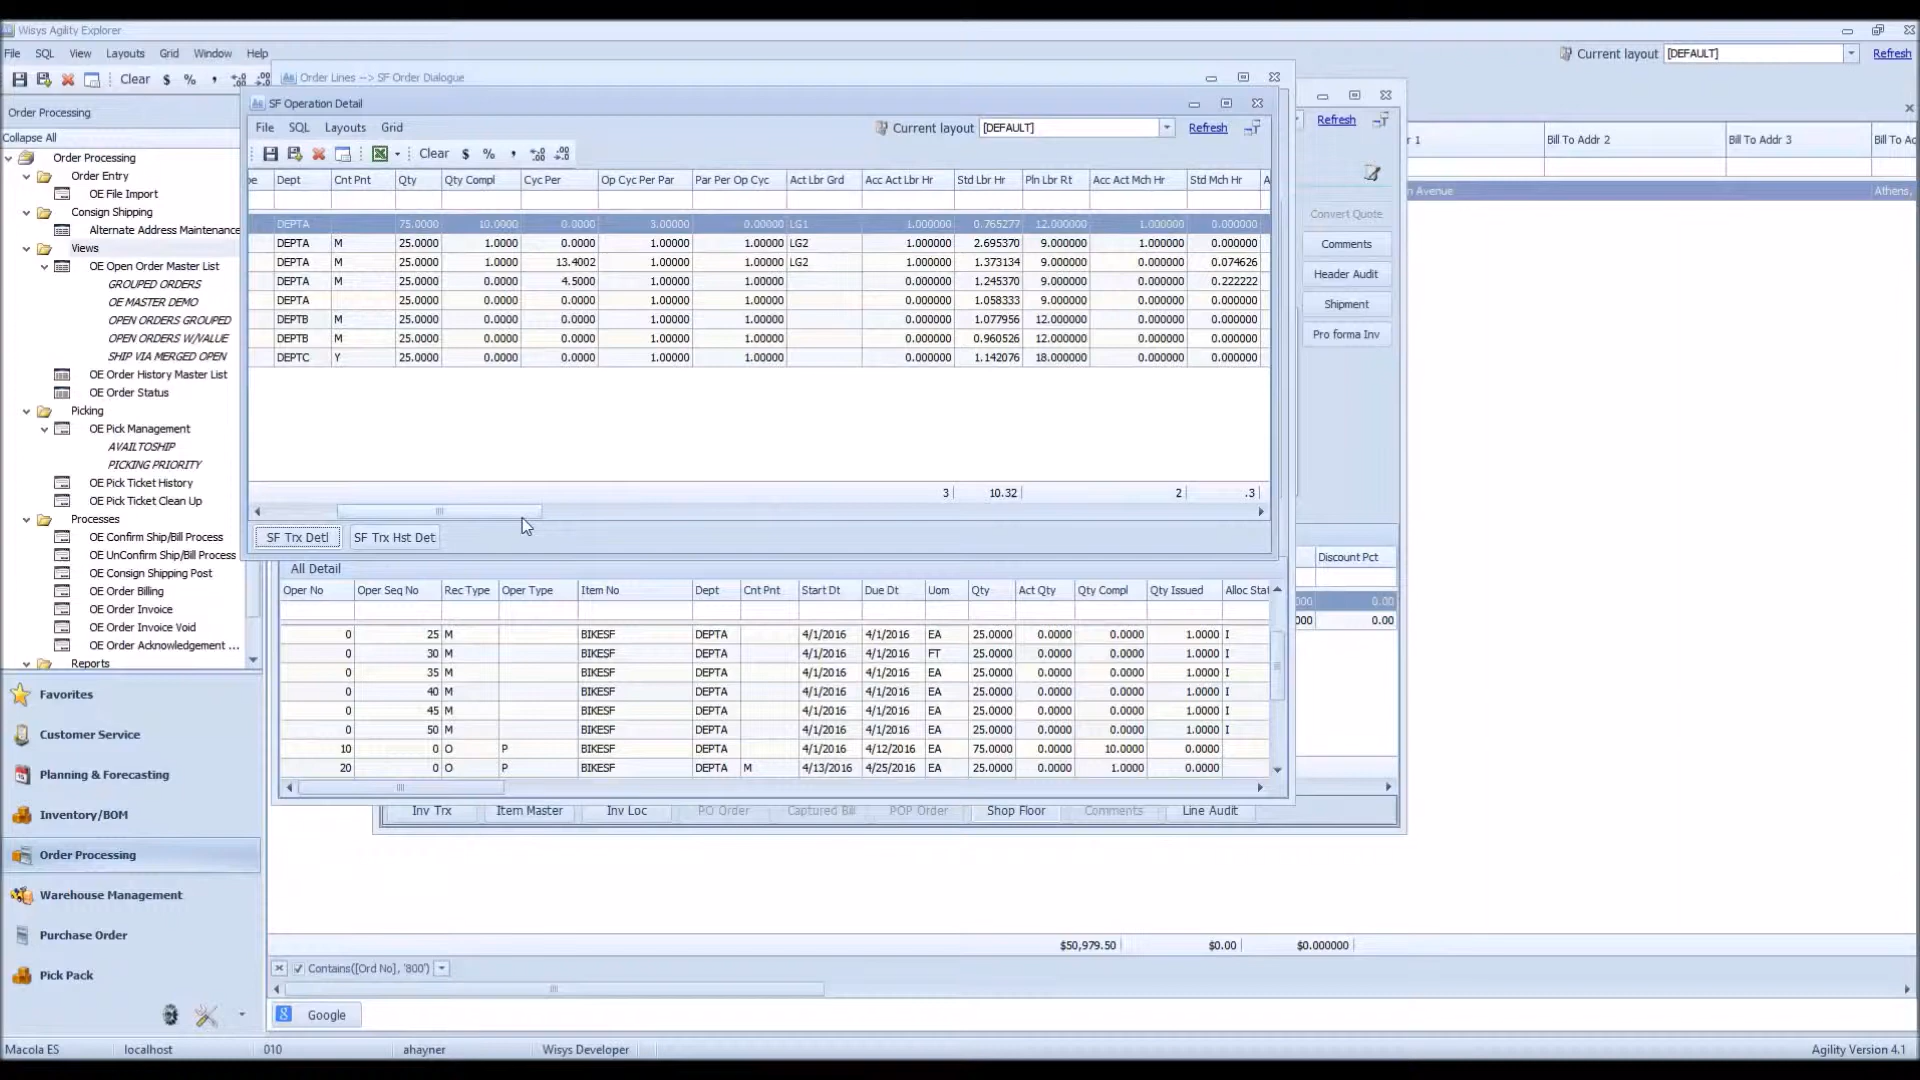 Wisys Agility Explorer
File SQL View Layouts Grid Window Help
Current layout [DEFAULT] Refresh
Clear $ % ,
Order Processing
Collapse All
Order Processing
Order Entry
OE File Import
Consign Shipping
Alternate Address Maintenance
Views
OE Open Order Master List
GROUPED ORDERS
OE MASTER DEMO
OPEN ORDERS GROUPED
OPEN ORDERS W/VALUE
SHIP VIA MERGED OPEN
OE Order History Master List
OE Order Status
Picking
OE Pick Management
AVAILTOSHIP
PICKING PRIORITY
OE Pick Ticket History
OE Pick Ticket Clean Up
Processes
OE Confirm Ship/Bill Process
OE UnConfirm Ship/Bill Process
OE Consign Shipping Post
OE Order Billing
OE Order Invoice
OE Order Invoice Void
OE Order Acknowledgement ...
Reports
Favorites
Customer Service
Planning & Forecasting
Inventory/BOM
Order Processing
Warehouse Management
Purchase Order
Pick Pack
Order Lines --> SF Order Dialogue
SF Operation Detail
File SQL Layouts Grid
Current layout [DEFAULT] Refresh
Clear $ % ,
pe Dept Cnt Pnt Qty Qty Compl Cyc Per Op Cyc Per Par Par Per Op Cyc Act Lbr Grd Acc Act Lbr Hr Std Lbr Hr Pln Lbr Rt Acc Act Mch Hr Std Mch Hr A
DEPTA 75.0000 10.0000 0.0000 3.00000 0.00000 LG1 1.000000 0.765277 12.000000 1.000000 0.000000
DEPTA M 25.0000 1.0000 0.0000 1.00000 1.00000 LG2 1.000000 2.695370 9.000000 1.000000 0.000000
DEPTA M 25.0000 1.0000 13.4002 1.00000 1.00000 LG2 1.000000 1.373134 9.000000 0.000000 0.074626
DEPTA M 25.0000 0.0000 4.5000 1.00000 1.00000 0.000000 1.245370 9.000000 0.000000 0.222222
DEPTA 25.0000 0.0000 0.0000 1.00000 1.00000 0.000000 1.058333 9.000000 0.000000 0.000000
DEPTB M 25.0000 0.0000 0.0000 1.00000 1.00000 0.000000 1.077956 12.000000 0.000000 0.000000
DEPTB M 25.0000 0.0000 0.0000 1.00000 1.00000 0.000000 0.960526 12.000000 0.000000 0.000000
DEPTC Y 25.0000 0.0000 0.0000 1.00000 1.00000 0.000000 1.142076 18.000000 0.000000 0.000000
3 10.32 2 .3
SF Trx Detl SF Trx Hst Det
All Detail
Oper No Oper Seq No Rec Type Oper Type Item No Dept Cnt Pnt Start Dt Due Dt Uom Qty Act Qty Qty Compl Qty Issued Alloc Stat
0 25 M BIKESF DEPTA 4/1/2016 4/1/2016 EA 25.0000 0.0000 0.0000 1.0000 I
0 30 M BIKESF DEPTA 4/1/2016 4/1/2016 FT 25.0000 0.0000 0.0000 1.0000 I
0 35 M BIKESF DEPTA 4/1/2016 4/1/2016 EA 25.0000 0.0000 0.0000 1.0000 I
0 40 M BIKESF DEPTA 4/1/2016 4/1/2016 EA 25.0000 0.0000 0.0000 1.0000 I
0 45 M BIKESF DEPTA 4/1/2016 4/1/2016 EA 25.0000 0.0000 0.0000 1.0000 I
0 50 M BIKESF DEPTA 4/1/2016 4/1/2016 EA 25.0000 0.0000 0.0000 1.0000 I
10 0 O P BIKESF DEPTA 4/1/2016 4/12/2016 EA 75.0000 0.0000 10.0000 0.0000
20 0 O P BIKESF DEPTA M 4/13/2016 4/25/2016 EA 25.0000 0.0000 1.0000 0.0000
Refresh
Convert Quote
Comments
Header Audit
Shipment
Pro forma Inv
Discount Pct
000 0.00
000 0.00
Inv Trx Item Master Inv Loc PO Order Captured Bill POP Order Shop Floor Comments Line Audit
r 1 Bill To Addr 2 Bill To Addr 3 Bill To Ad
n Avenue Athens,
$50,979.50 $0.00 $0.000000
Contains([Ord No], '800')
Google
Macola ES localhost 010 ahayner Wisys Developer Agility Version 4.1